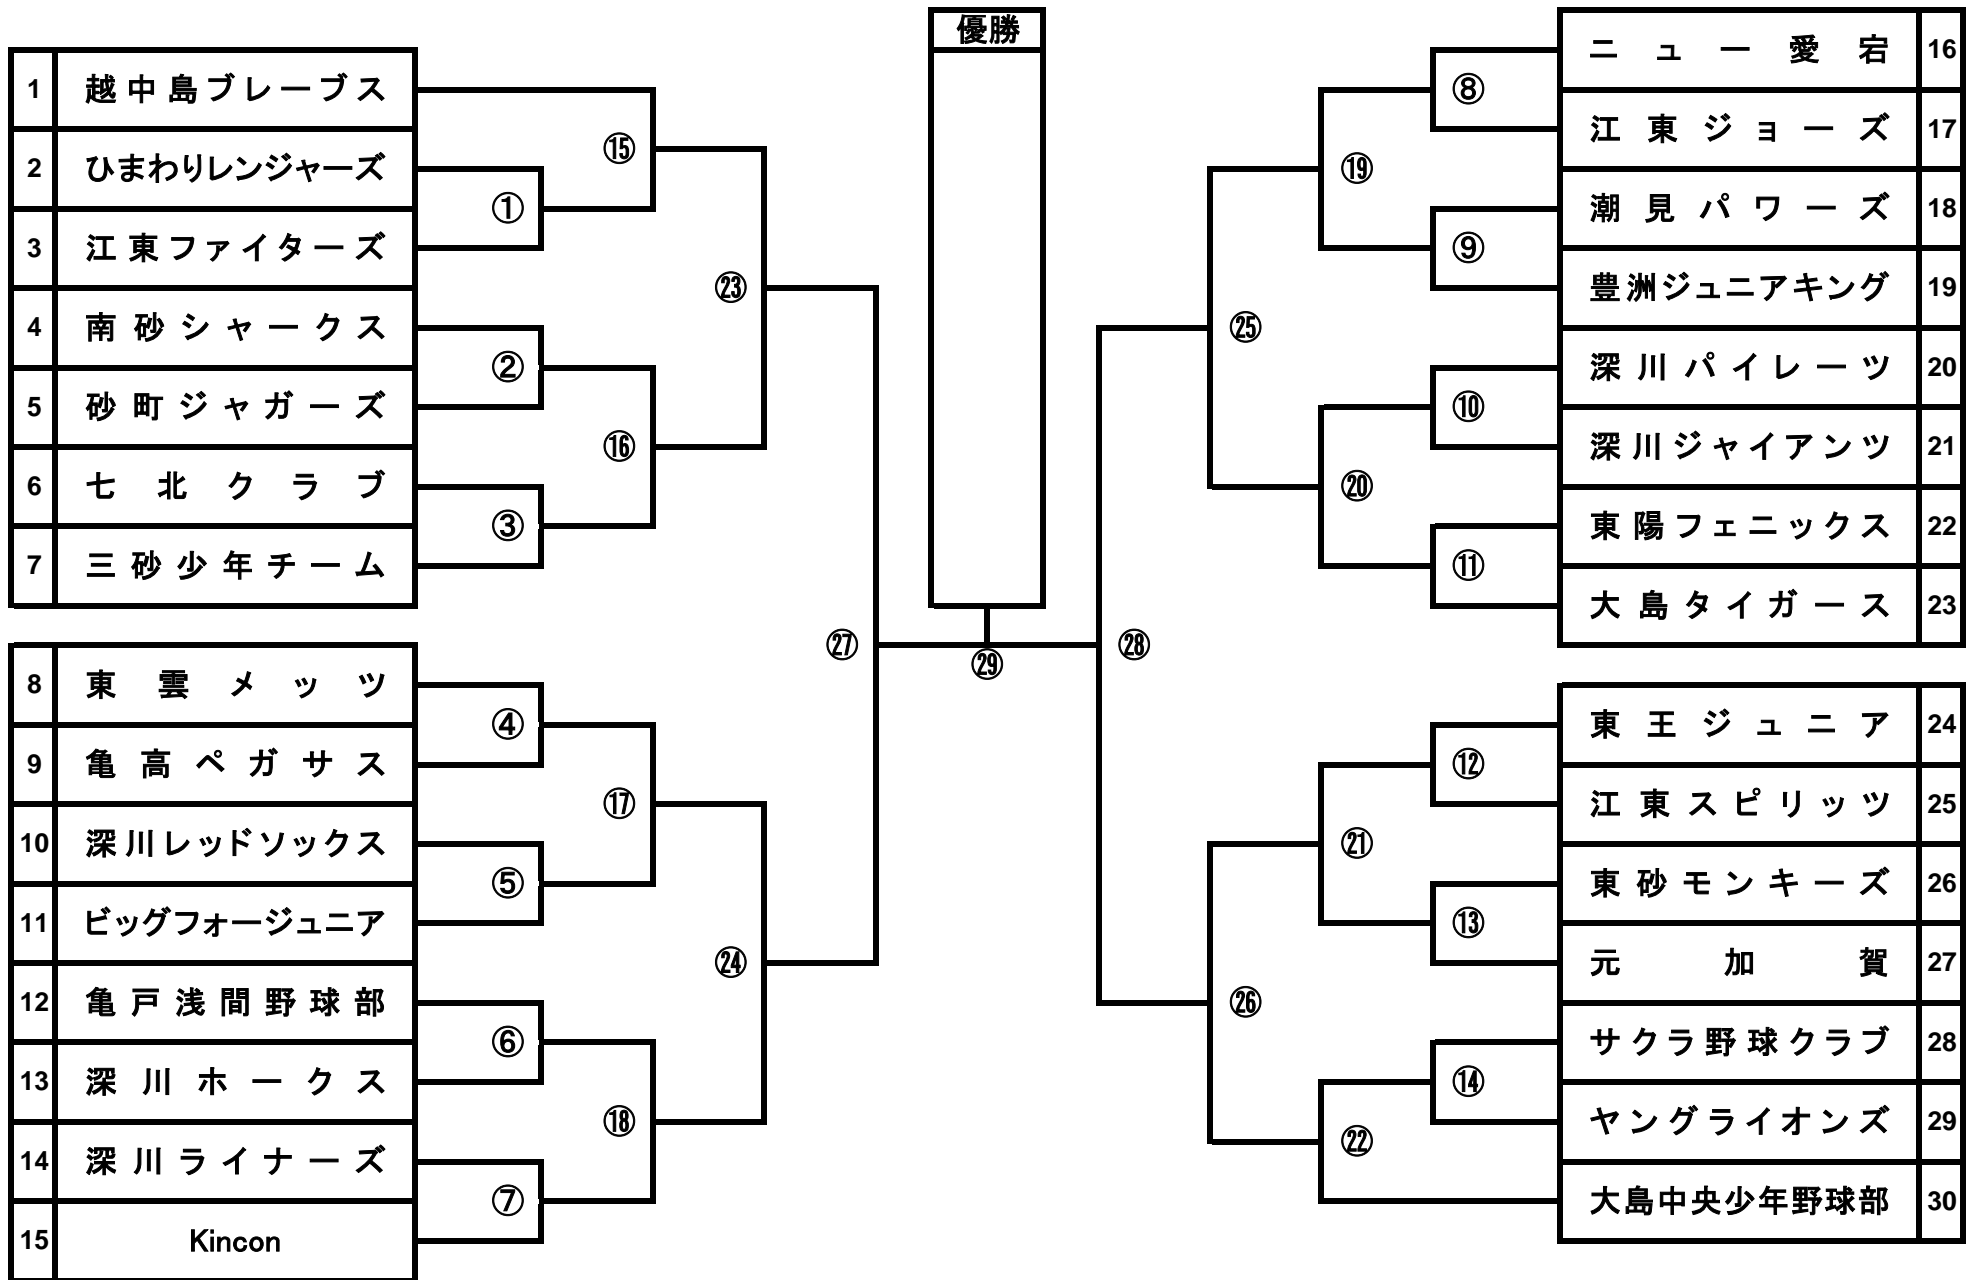 優勝
1 越中島ブレーブス
2 ひまわりレンジャーズ
3 江東ファイターズ
4 南砂シャークス
5 砂町ジャガーズ
6 七北クラブ
7 三砂少年チーム
8 東雲メッツ
9 亀高ペガサス
10 深川レッドソックス
11 ビッグフォージュニア
12 亀戸浅間野球部
13 深川ホークス
14 深川ライナーズ
15 Kincon
①
②
③
④
⑤
⑥
⑦
⑮
⑯
⑰
⑱
㉓
㉔
㉗
㉙
㉘
㉕
㉖
⑲
⑳
㉑
㉒
⑧
⑨
⑩
⑪
⑫
⑬
⑭
ニュー愛宕 16
江東ジョーズ 17
潮見パワーズ 18
豊洲ジュニアキング 19
深川パイレーツ 20
深川ジャイアンツ 21
東陽フェニックス 22
大島タイガース 23
東王ジュニア 24
江東スピリッツ 25
東砂モンキーズ 26
元加賀 27
サクラ野球クラブ 28
ヤングライオンズ 29
大島中央少年野球部 30